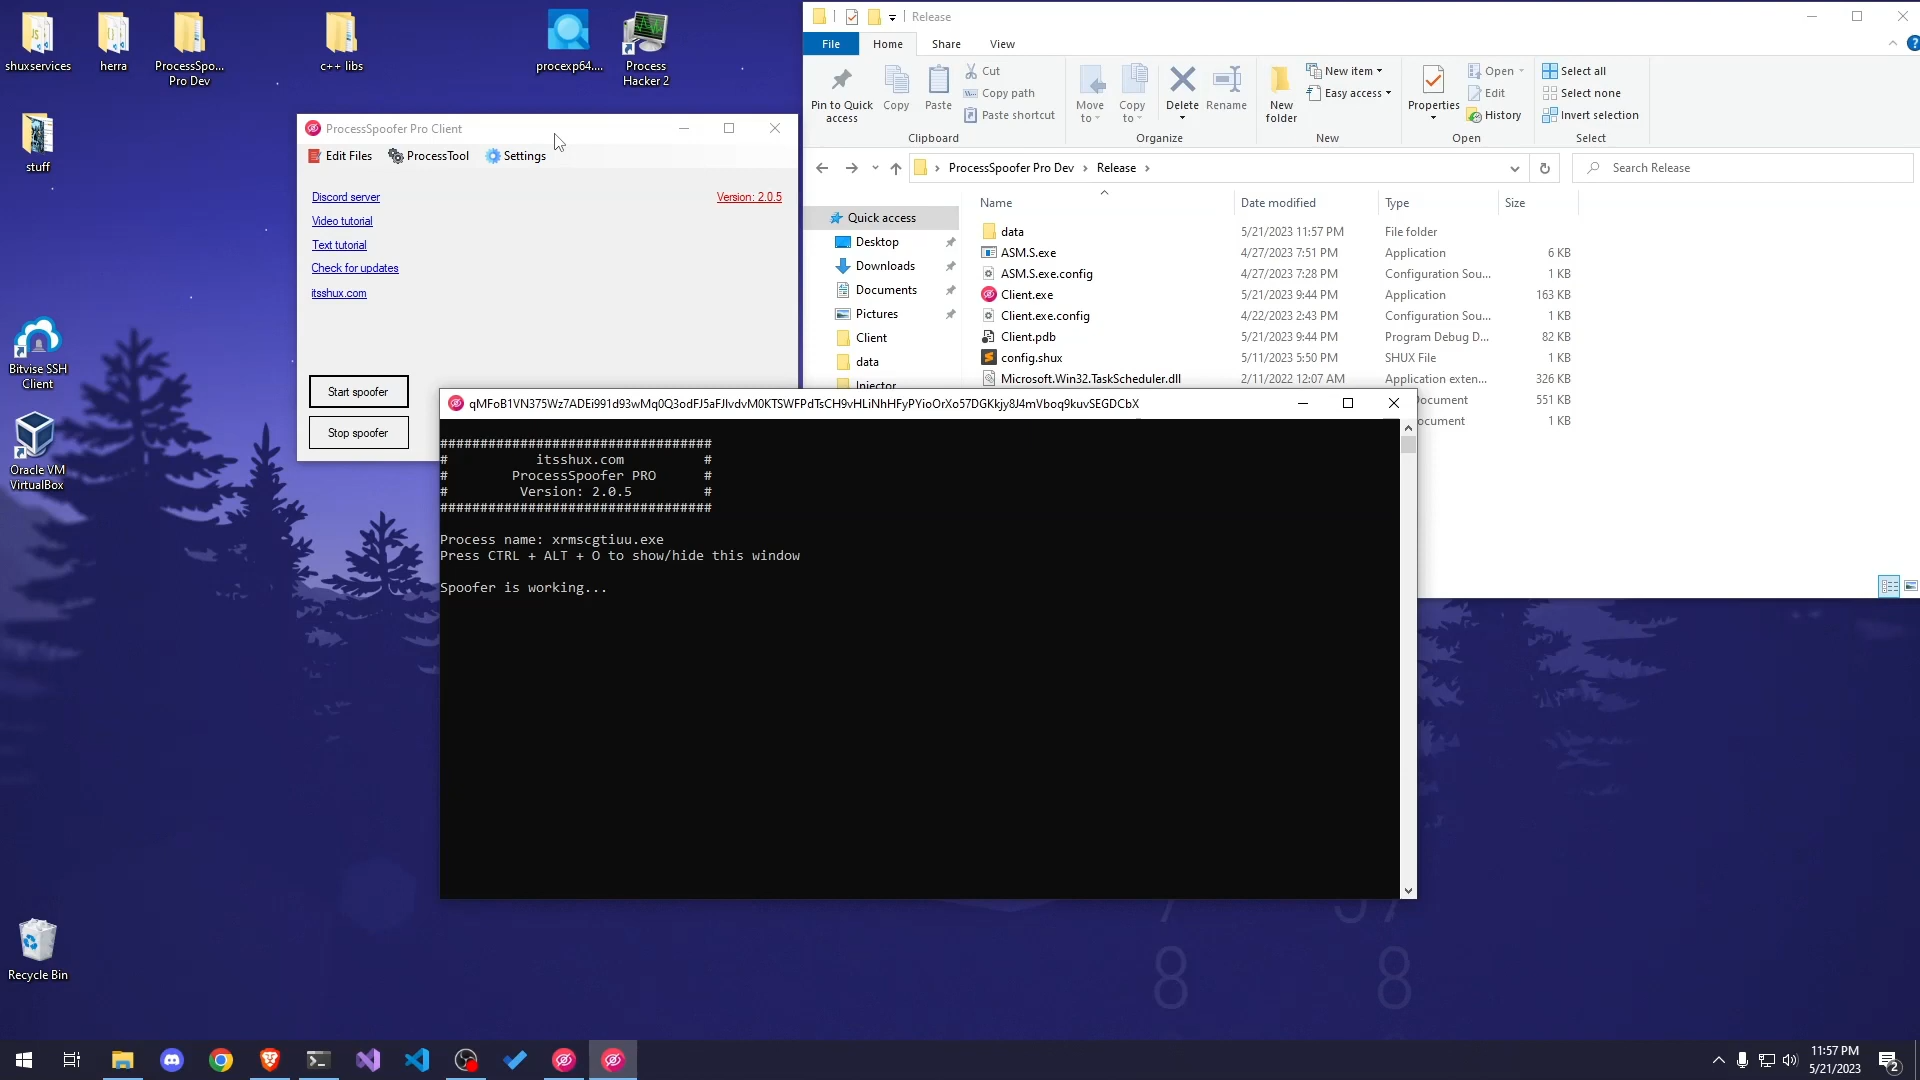 shuxservices
herra
ProcessSpo...
Pro Dev
c++ libs
procexp64....
Process
Hacker 2
stuff
Bitvise SSH
Client
Oracle VM
VirtualBox
Recycle Bin
ProcessSpoofer Pro Client
Edit Files
ProcessTool
Settings
Discord server
Version: 2.0.5
Video tutorial
Text tutorial
Check for updates
itsshux.com
Start spoofer
Stop spoofer
Release
File
Home
Share
View
Pin to Quick
access
Copy
Paste
Cut
Copy path
Paste shortcut
Clipboard
Move
to
Copy
to
Delete
Rename
Organize
New
folder
New item
Easy access
New
Properties
Open
Edit
History
Open
Select all
Select none
Invert selection
Select
ProcessSpoofer Pro Dev
Release
Search Release
Quick access
Desktop
Downloads
Documents
Pictures
Client
data
Injector
Name Date modified Type Size
data 5/21/2023 11:57 PM File folder
ASM.S.exe 4/27/2023 7:51 PM Application 6 KB
ASM.S.exe.config 4/27/2023 7:28 PM Configuration Sou... 1 KB
Client.exe 5/21/2023 9:44 PM Application 163 KB
Client.exe.config 4/22/2023 2:43 PM Configuration Sou... 1 KB
Client.pdb 5/21/2023 9:44 PM Program Debug D... 82 KB
config.shux 5/11/2023 5:50 PM SHUX File 1 KB
Microsoft.Win32.TaskScheduler.dll 2/11/2022 12:07 AM Application exten... 326 KB
ocument 551 KB
ocument 1 KB
##################################
# itsshux.com #
# ProcessSpoofer PRO #
# Version: 2.0.5 #
##################################
Process name: xrmscgtiuu.exe
Press CTRL + ALT + O to show/hide this window
Spoofer is working...
11:57 PM
5/21/2023
2